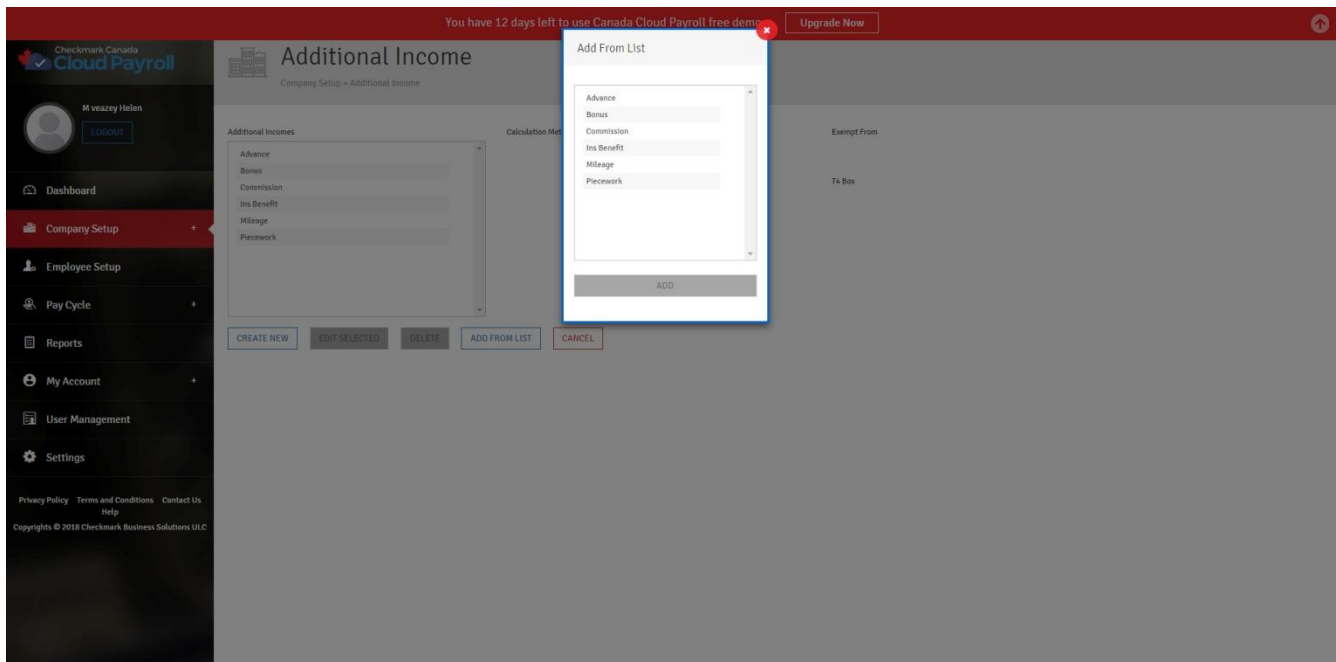 You have 12 days left to use Canada Cloud Payroll free demo
Upgrade Now
Checkmark Canada
Cloud Payroll
M veazey Helen
LOGOUT
Dashboard
Company Setup +
Employee Setup
Pay Cycle +
Reports
My Account +
User Management
Settings
Privacy Policy Terms and Conditions Contact Us
Help
Copyrights © 2018 Checkmark Business Solutions ULC
Additional Income
Company Setup » Additional Income
Additional Incomes
Advance
Bonus
Commission
Ins Benefit
Mileage
Piecework
CREATE NEW EDIT SELECTED DELETE ADD FROM LIST CANCEL
Calculation Met
Exempt From
T4 Box
Add From List
Advance
Bonus
Commission
Ins Benefit
Mileage
Piecework
ADD